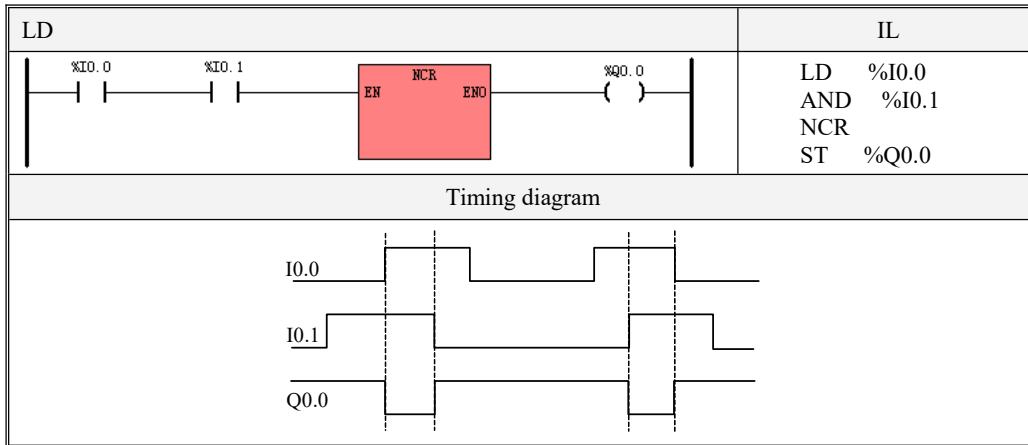 LD
IL
%I0.0
%I0.1
NCR
%Q0.0
EN
ENO
LD %I0.0
AND %I0.1
NCR
ST %Q0.0
Timing diagram
I0.0
I0.1
Q0.0